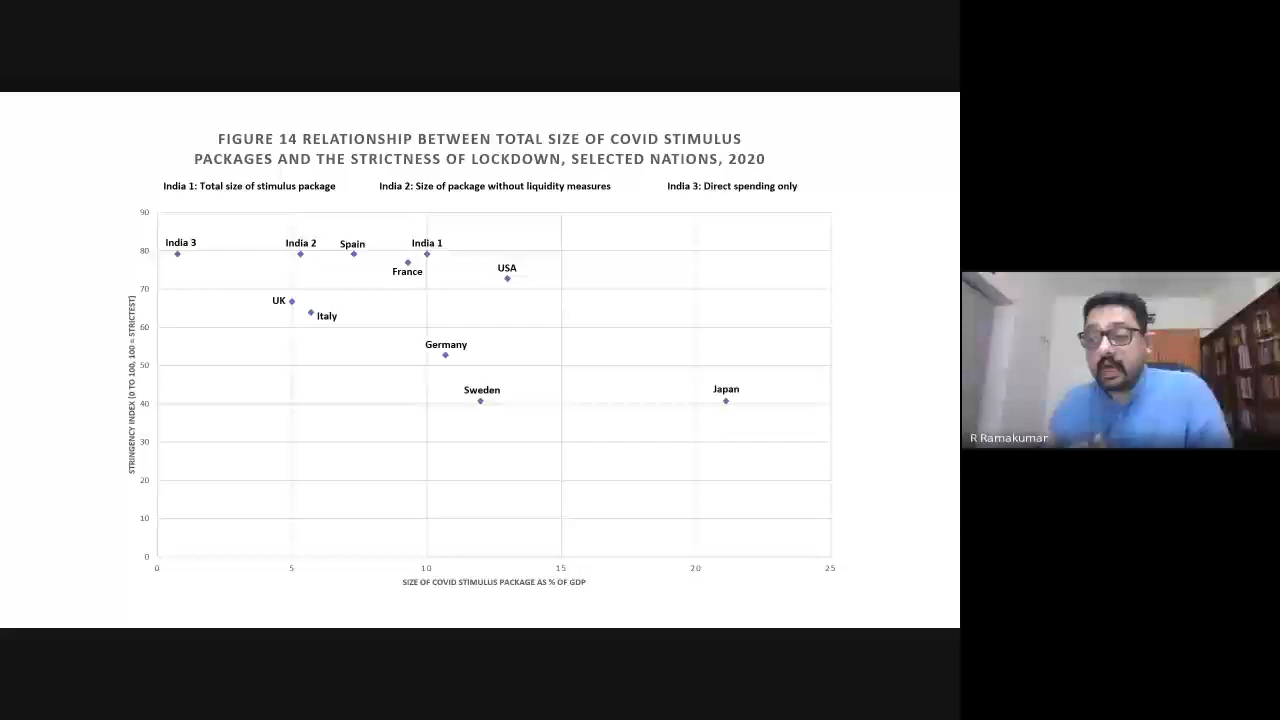 FIGURE 14 RELATIONSHIP BETWEEN TOTAL SIZE OF COVID STIMULUS
PACKAGES AND THE STRICTNESS OF LOCKDOWN, SELECTED NATIONS, 2020
India 1: Total size of stimulus package
India 2: Size of package without liquidity measures
India 3: Direct spending only
STRINGENCY INDEX (0 TO 100, 100 = STRICTEST)
90
80
70
60
50
40
30
20
10
0
India 3
India 2
Spain
India 1
France
USA
UK
Italy
Germany
Sweden
Japan
0
5
10
15
20
25
SIZE OF COVID STIMULUS PACKAGE AS % OF GDP
R Ramakumar